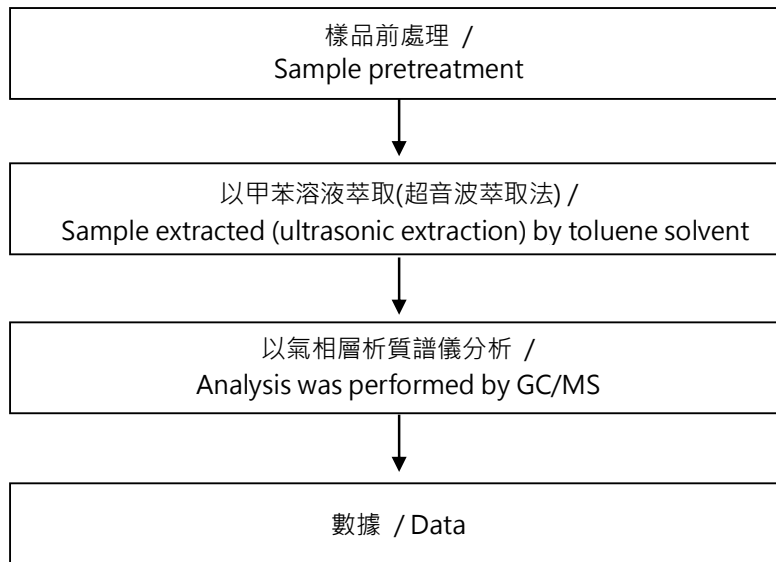 樣品前處理 /
Sample pretreatment
以甲苯溶液萃取(超音波萃取法) /
Sample extracted (ultrasonic extraction) by toluene solvent
以氣相層析質譜儀分析 /
Analysis was performed by GC/MS
數據 / Data